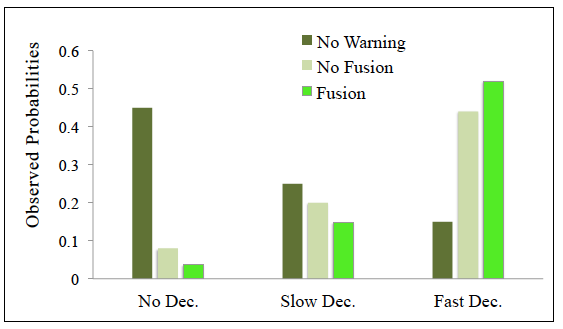 No Warning
No Fusion
Fusion
Observed Probabilities
0.6
0.5
0.4
0.3
0.2
0.1
0
No Dec.
Slow Dec.
Fast Dec.